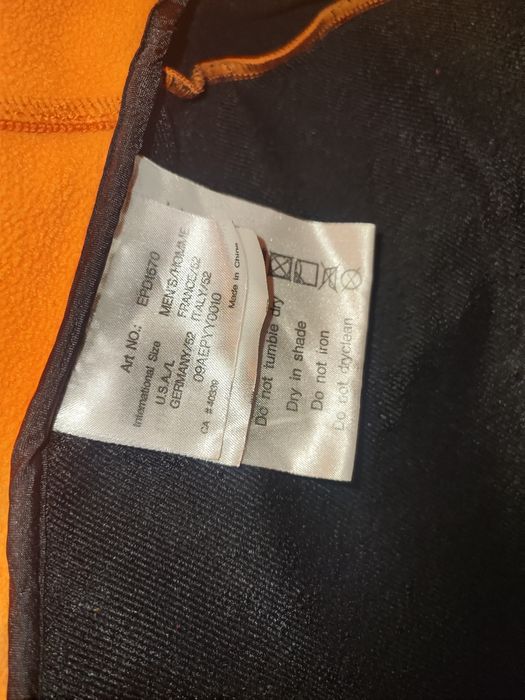 Art NO.: EPD1670
International Size MEN'S/HOMME
U.S.A./L FRANCE/52
GERMANY/52 ITALY/52
09AEPYY0010
CA # 40309
Made in China
Do not tumble dry
Dry in shade
Do not iron
Do not dryclean